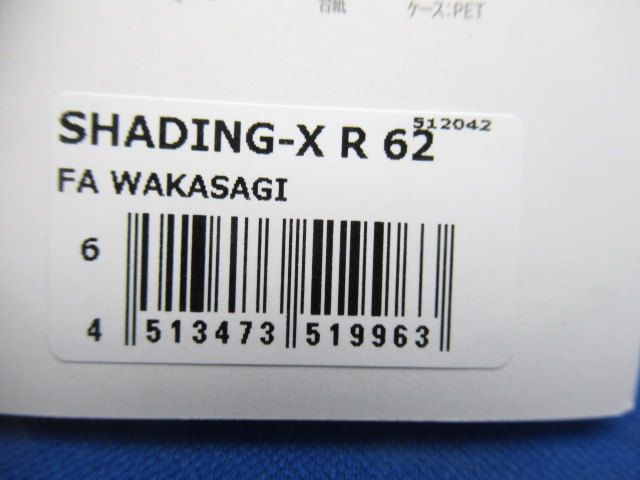 台紙
ケース:PET
512042
SHADING-X R 62
FA WAKASAGI
6
4 513473 519963